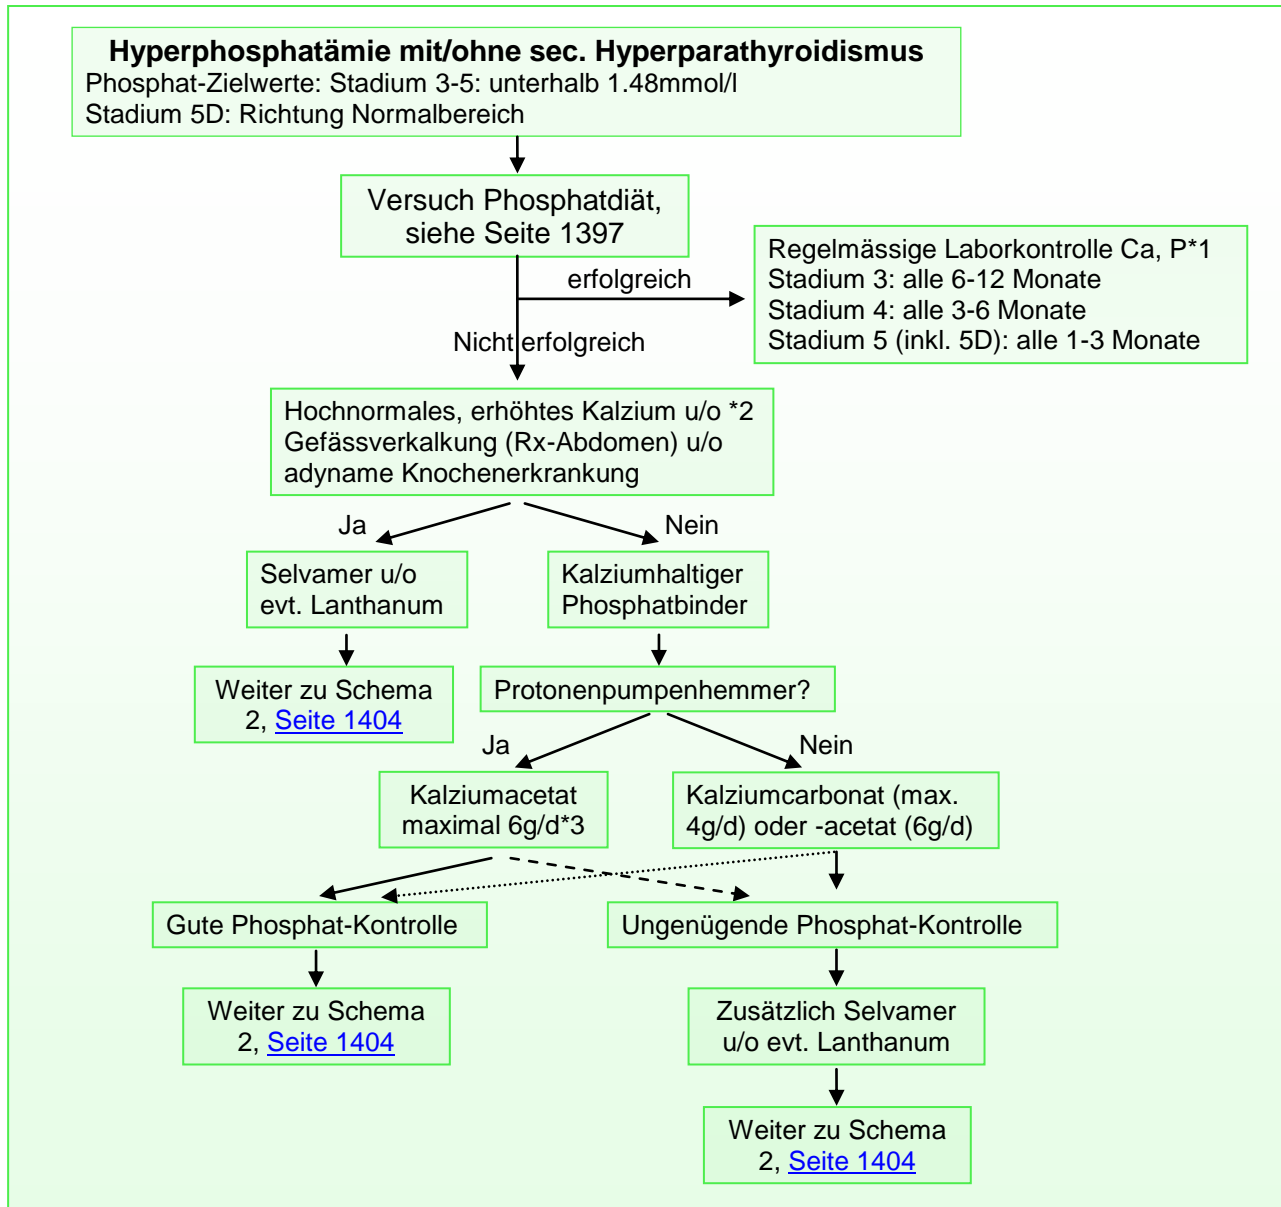 Hyperphosphatämie mit/ohne sec. Hyperparathyroidismus
Phosphat-Zielwerte: Stadium 3-5: unterhalb 1.48mmol/l
Stadium 5D: Richtung Normalbereich
Versuch Phosphatdiät,
siehe Seite 1397
erfolgreich
Regelmässige Laborkontrolle Ca, P*1
Stadium 3: alle 6-12 Monate
Stadium 4: alle 3-6 Monate
Stadium 5 (inkl. 5D): alle 1-3 Monate
Nicht erfolgreich
Hochnormales, erhöhtes Kalzium u/o *2
Gefässverkalkung (Rx-Abdomen) u/o
adyname Knochenerkrankung
Ja
Nein
Selvamer u/o
evt. Lanthanum
Kalziumhaltiger
Phosphatbinder
Weiter zu Schema
2, Seite 1404
Protonenpumpenhemmer?
Ja
Nein
Kalziumacetat
maximal 6g/d*3
Kalziumcarbonat (max.
4g/d) oder -acetat (6g/d)
Gute Phosphat-Kontrolle
Ungenügende Phosphat-Kontrolle
Weiter zu Schema
2, Seite 1404
Zusätzlich Selvamer
u/o evt. Lanthanum
Weiter zu Schema
2, Seite 1404